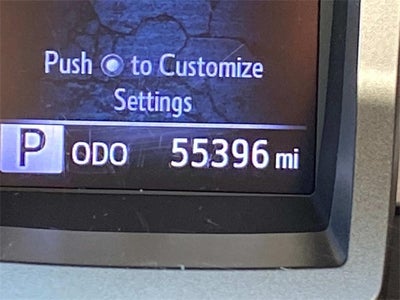 Push to Customize
Settings
P ODO 55396 mi